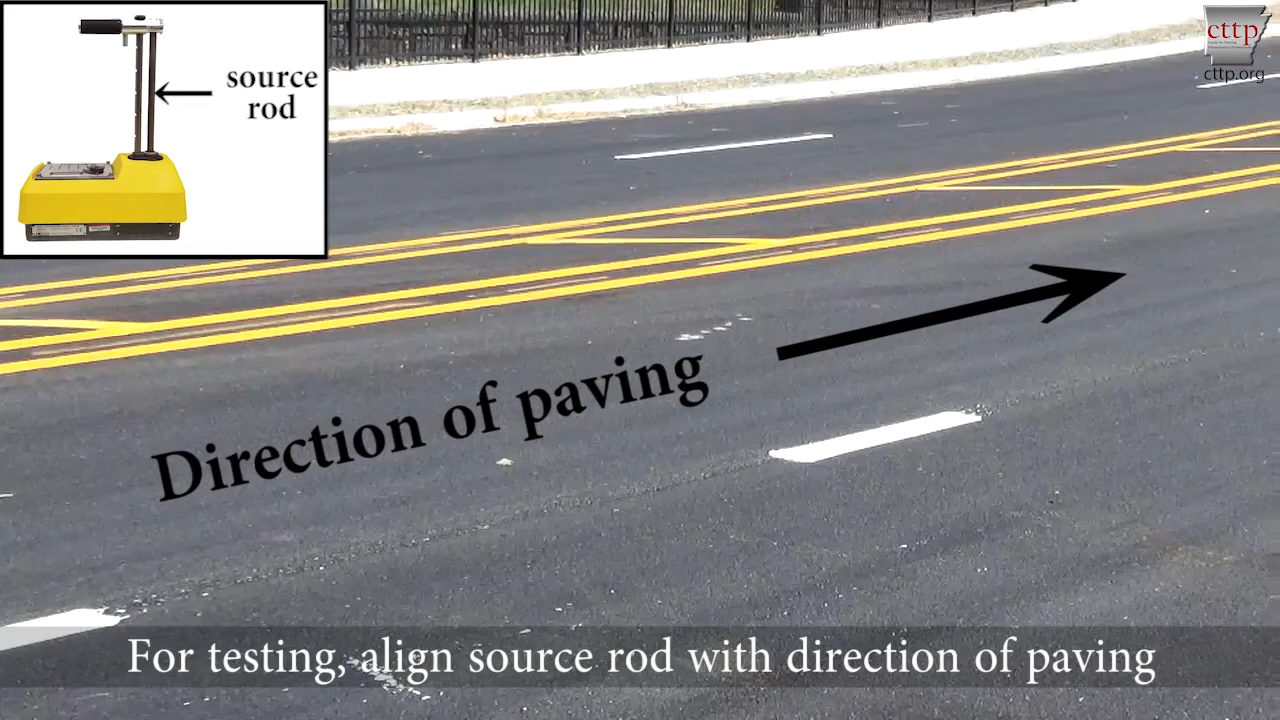 source
rod
cttp
cttp.org
Direction of paving
For testing, align source rod with direction of paving